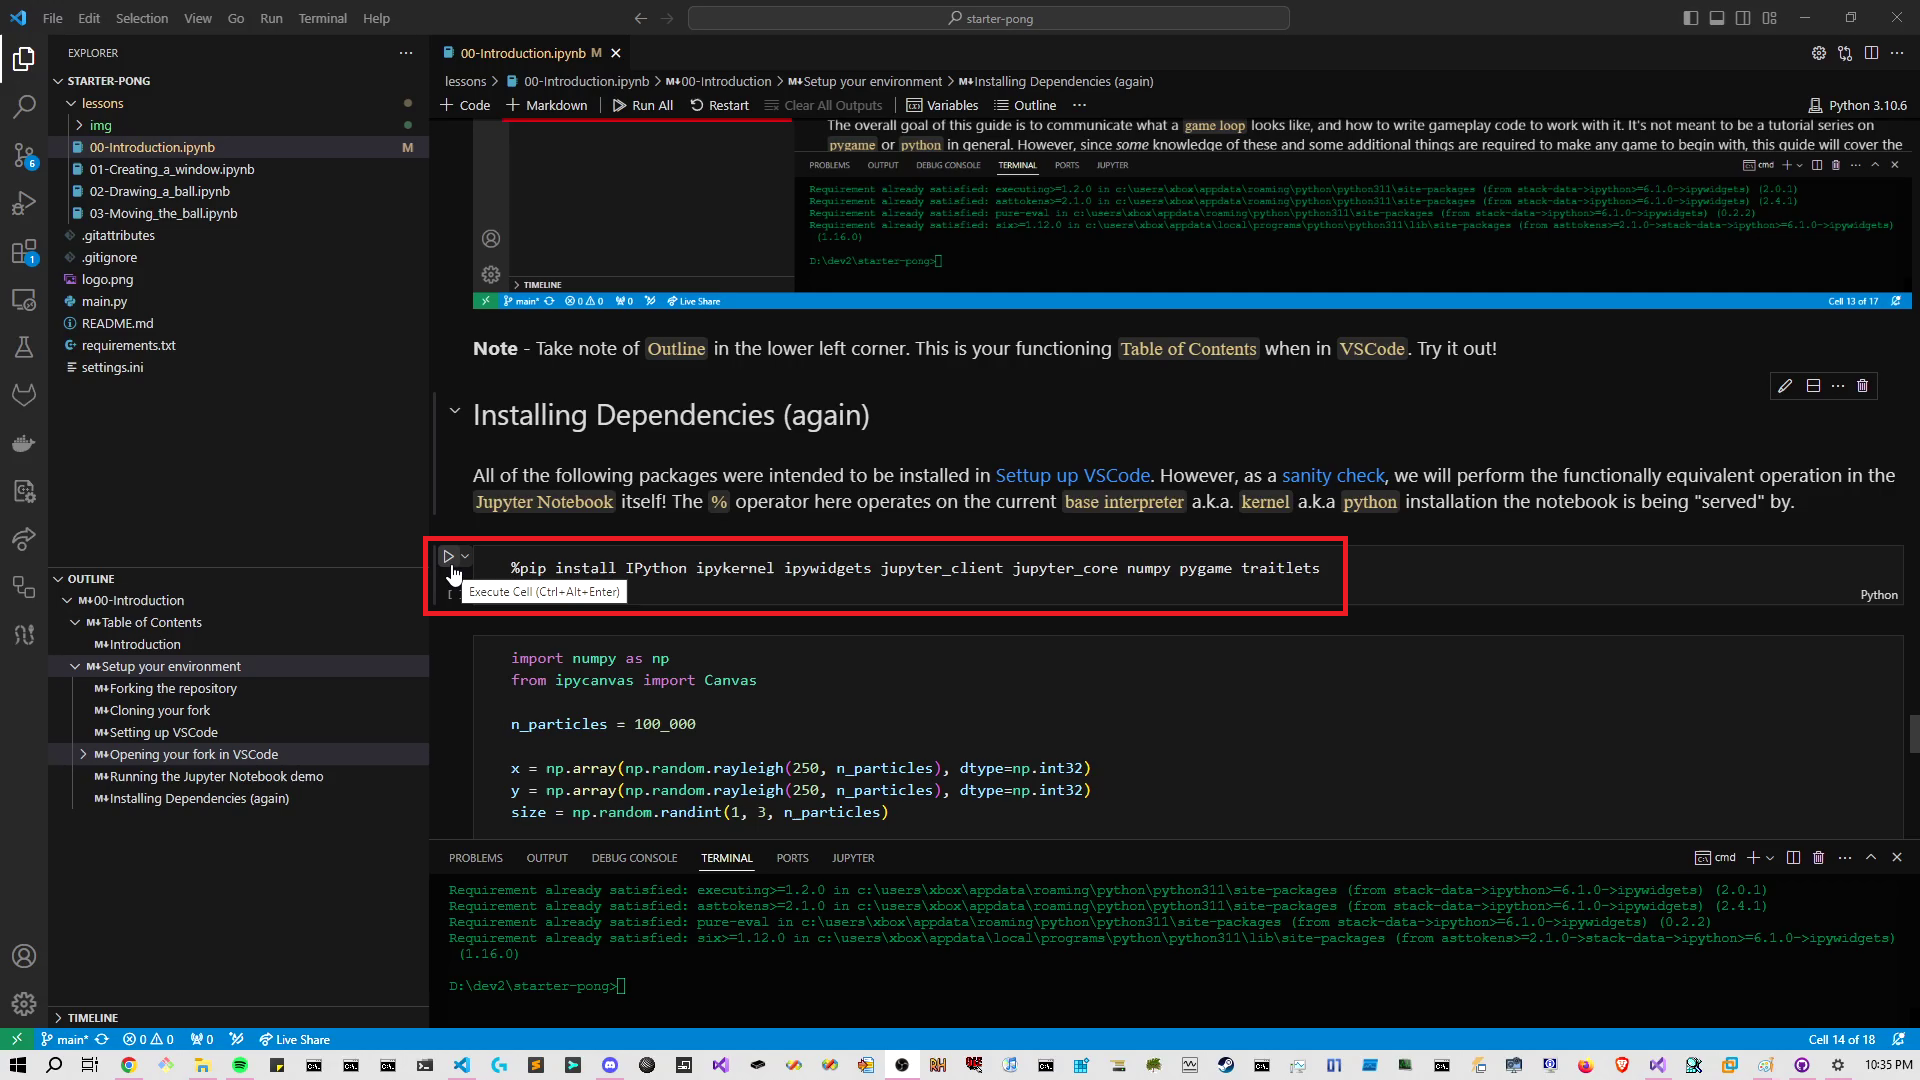 File Edit Selection View Go Run Terminal Help
starter-pong
EXPLORER
STARTER-PONG
lessons
img
00-Introduction.ipynb M
01-Creating_a_window.ipynb
02-Drawing_a_ball.ipynb
03-Moving_the_ball.ipynb
.gitattributes
.gitignore
logo.png
main.py
README.md
requirements.txt
settings.ini
6
1
OUTLINE
00-Introduction
Table of Contents
Introduction
Setup your environment
Forking the repository
Cloning your fork
Setting up VSCode
Opening your fork in VSCode
Running the Jupyter Notebook demo
Installing Dependencies (again)
TIMELINE
00-Introduction.ipynb M
lessons > 00-Introduction.ipynb > M↓00-Introduction > M↓Setup your environment > M↓Installing Dependencies (again)
Code Markdown Run All Restart Clear All Outputs Variables Outline Python 3.10.6
The overall goal of this guide is to communicate what a game loop looks like, and how to write gameplay code to work with it. It's not meant to be a tutorial series on
pygame or python in general. However, since some knowledge of these and some additional things are required to make any game to begin with, this guide will cover the
PROBLEMS OUTPUT DEBUG CONSOLE TERMINAL PORTS JUPYTER cmd
Requirement already satisfied: executing>=1.2.0 in c:\users\xbox\appdata\roaming\python\python311\site-packages (from stack-data->ipython>=6.1.0->ipywidgets) (2.0.1)
Requirement already satisfied: asttokens>=2.1.0 in c:\users\xbox\appdata\roaming\python\python311\site-packages (from stack-data->ipython>=6.1.0->ipywidgets) (2.4.1)
Requirement already satisfied: pure-eval in c:\users\xbox\appdata\roaming\python\python311\site-packages (from stack-data->ipython>=6.1.0->ipywidgets) (0.2.2)
Requirement already satisfied: six>=1.12.0 in c:\users\xbox\appdata\local\programs\python\python311\lib\site-packages (from asttokens>=2.1.0->stack-data->ipython>=6.1.0->ipywidgets)
(1.16.0)
D:\dev2\starter-pong>
TIMELINE
main* 0 0 0 Live Share Cell 13 of 17
Note - Take note of Outline in the lower left corner. This is your functioning Table of Contents when in VSCode. Try it out!
Installing Dependencies (again)
All of the following packages were intended to be installed in Settup up VSCode. However, as a sanity check, we will perform the functionally equivalent operation in the
Jupyter Notebook itself! The % operator here operates on the current base interpreter a.k.a. kernel a.k.a python installation the notebook is being "served" by.
%pip install IPython ipykernel ipywidgets jupyter_client jupyter_core numpy pygame traitlets
Execute Cell (Ctrl+Alt+Enter)
[
Python
import numpy as np
from ipycanvas import Canvas
n_particles = 100_000
x = np.array(np.random.rayleigh(250, n_particles), dtype=np.int32)
y = np.array(np.random.rayleigh(250, n_particles), dtype=np.int32)
size = np.random.randint(1, 3, n_particles)
PROBLEMS OUTPUT DEBUG CONSOLE TERMINAL PORTS JUPYTER cmd
Requirement already satisfied: executing>=1.2.0 in c:\users\xbox\appdata\roaming\python\python311\site-packages (from stack-data->ipython>=6.1.0->ipywidgets) (2.0.1)
Requirement already satisfied: asttokens>=2.1.0 in c:\users\xbox\appdata\roaming\python\python311\site-packages (from stack-data->ipython>=6.1.0->ipywidgets) (2.4.1)
Requirement already satisfied: pure-eval in c:\users\xbox\appdata\roaming\python\python311\site-packages (from stack-data->ipython>=6.1.0->ipywidgets) (0.2.2)
Requirement already satisfied: six>=1.12.0 in c:\users\xbox\appdata\local\programs\python\python311\lib\site-packages (from asttokens>=2.1.0->stack-data->ipython>=6.1.0->ipywidgets)
(1.16.0)
D:\dev2\starter-pong>
main* 0 0 0 Live Share Cell 14 of 18
10:35 PM